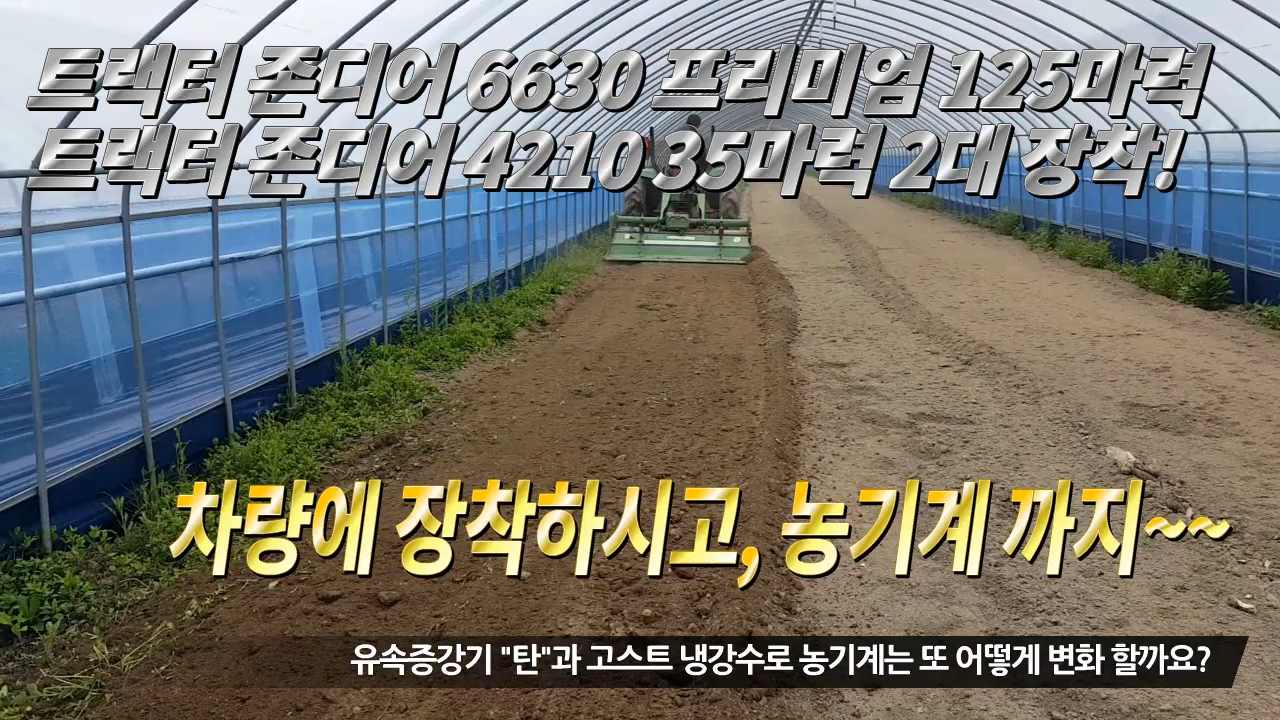 트랙터 존디어 6630 프리미엄 125마력
트랙터 존디어 4210 35마력 2대 장착!
차량에 장착하시고, 농기계 까지~~
유속증강기 "탄"과 고스트 냉강수로 농기계는 또 어떻게 변화 할까요?